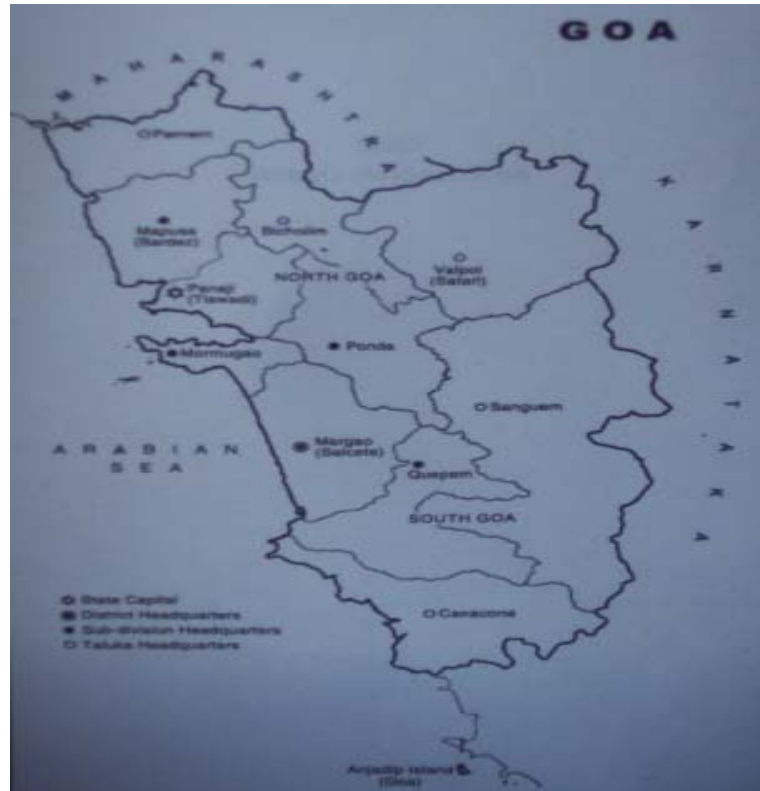 GOA
MAHARASHTRA
Pernem
KARNATAKA
Mapusa
(Bardez)
Bicholim
Valpoi
(Satari)
NORTH GOA
Panaji
(Tiswadi)
Mormugao
Ponda
Sanguem
ARABIAN
SEA
Margao
(Salcete)
Quepem
SOUTH GOA
State Capital
District Headquarters
Sub-division Headquarters
Taluka Headquarters
Canacona
Anjadip Island
(Goa)